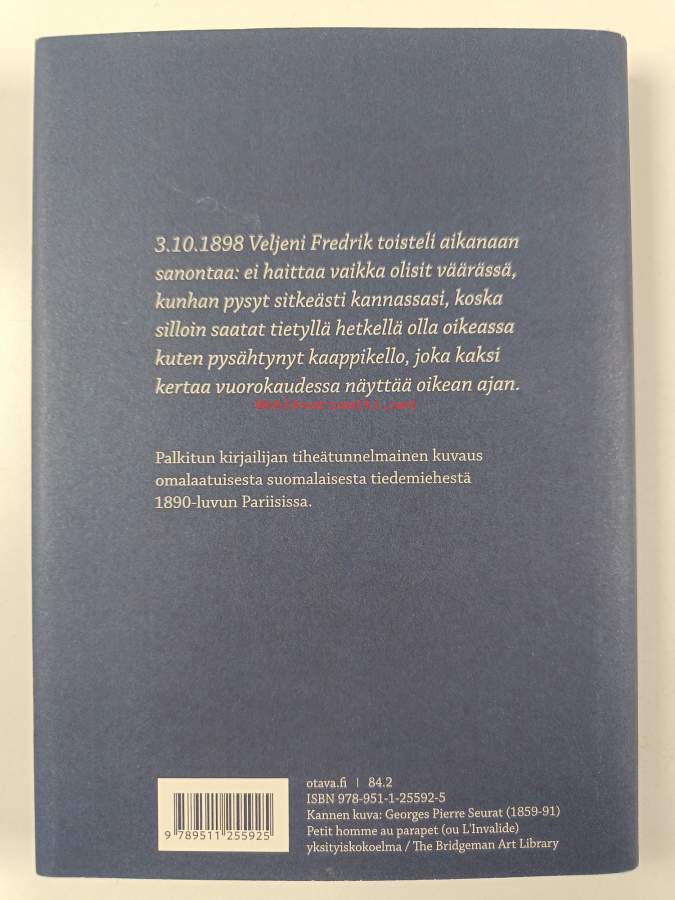 3.10.1898 Veljeni Fredrik toisteli aikanaan
sanontaa: ei haittaa vaikka olisit väärässä,
kunhan pysyt sitkeästi kannassasi, koska
silloin saatat tietyllä hetkellä olla oikeassa
kuten pysähtynyt kaappikello, joka kaksi
kertaa vuorokaudessa näyttää oikean ajan.
Antikvariaatti.net
Palkitun kirjailijan tiheätunnelmainen kuvaus
omalaatuisesta suomalaisesta tiedemiehestä
1890-luvun Pariisissa.
otava.fi | 84.2
ISBN 978-951-1-25592-5
Kannen kuva: Georges Pierre Seurat (1859-91)
Petit homme au parapet (ou L'Invalide)
yksityiskokoelma / The Bridgeman Art Library
9 789511 255925